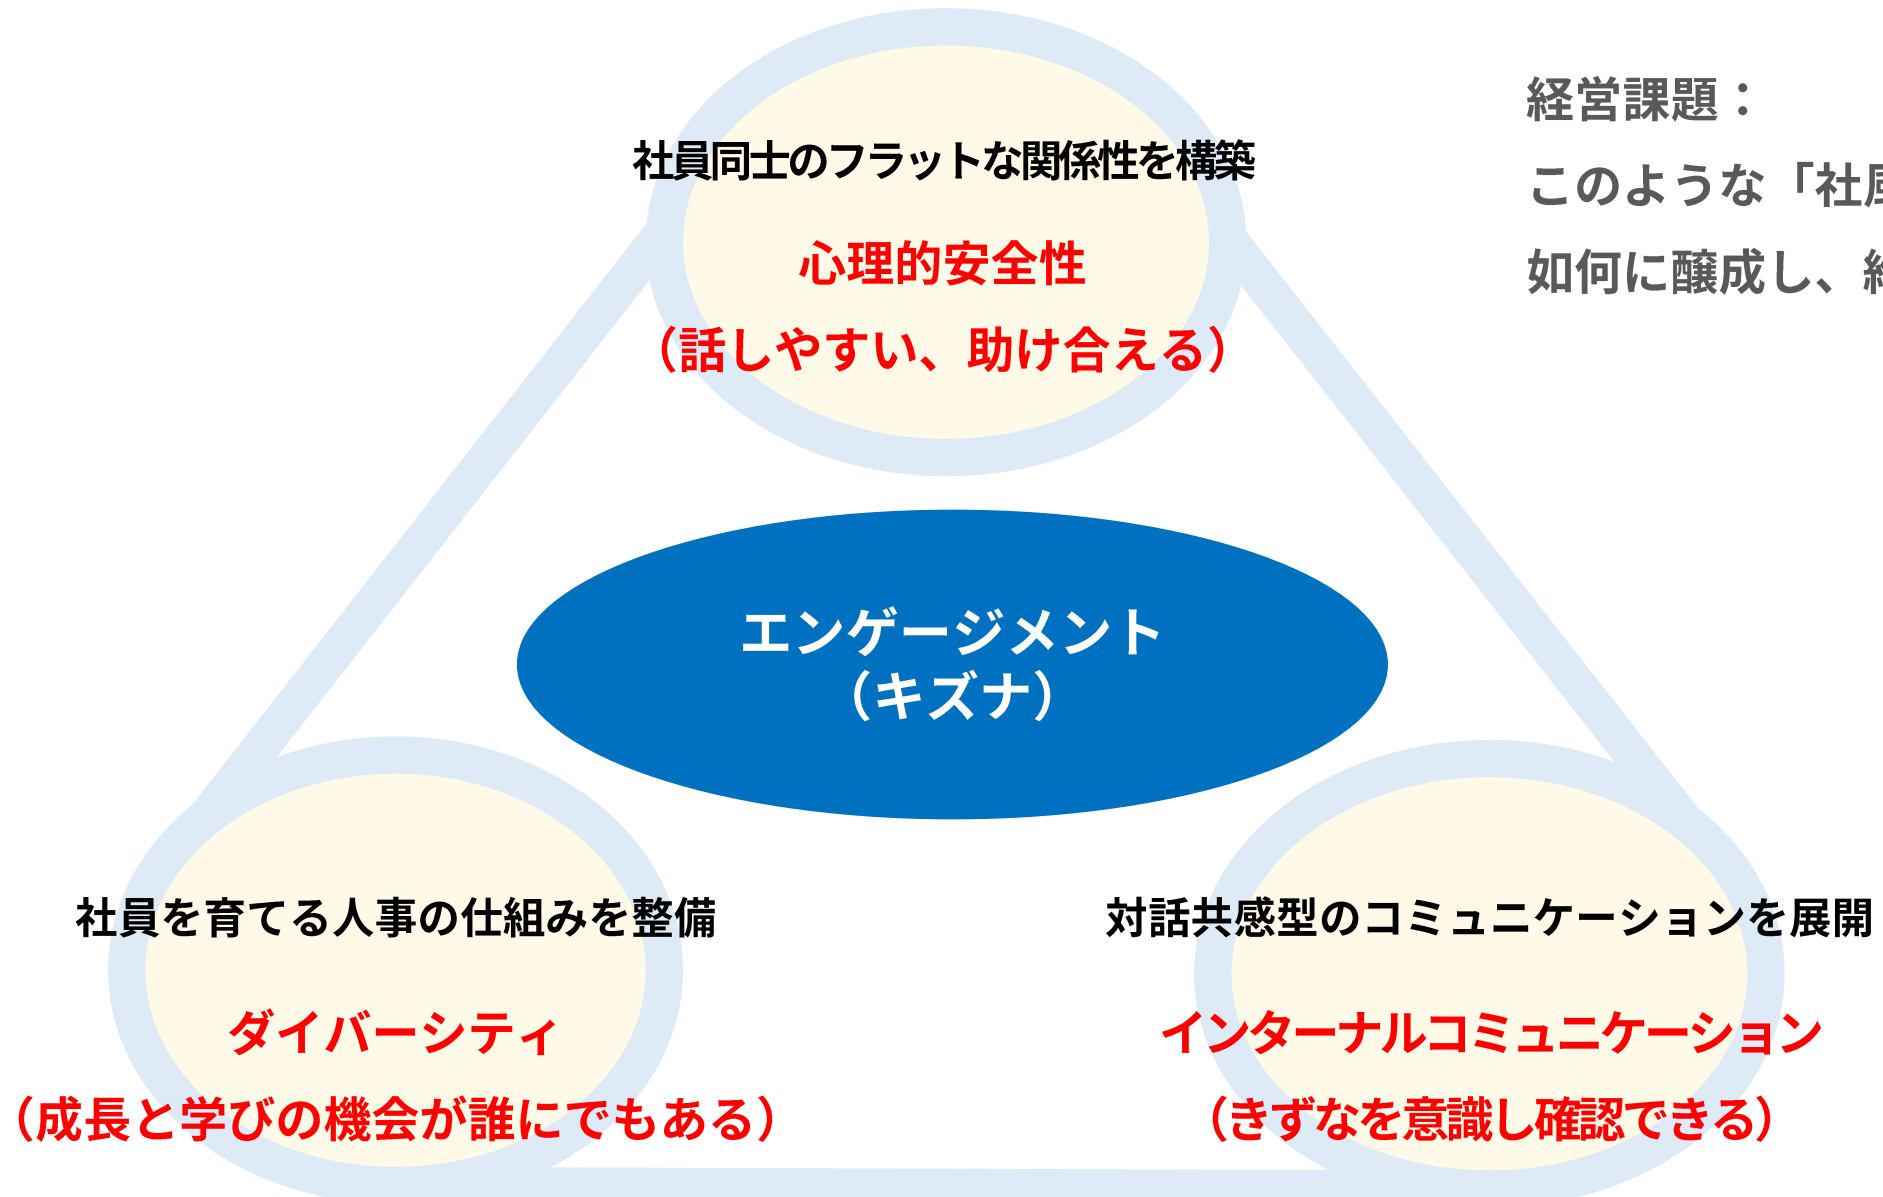 社員同士のフラットな関係性を構築
心理的安全性
（話しやすい、助け合える）
経営課題：
このような「社
如何に醸成し、
エンゲージメント
（キズナ）
社員を育てる人事の仕組みを整備
ダイバーシティ
（成長と学びの機会が誰にでもある）
対話共感型のコミュニケーションを展開
インターナルコミュニケーション
（きずなを意識し確認できる）